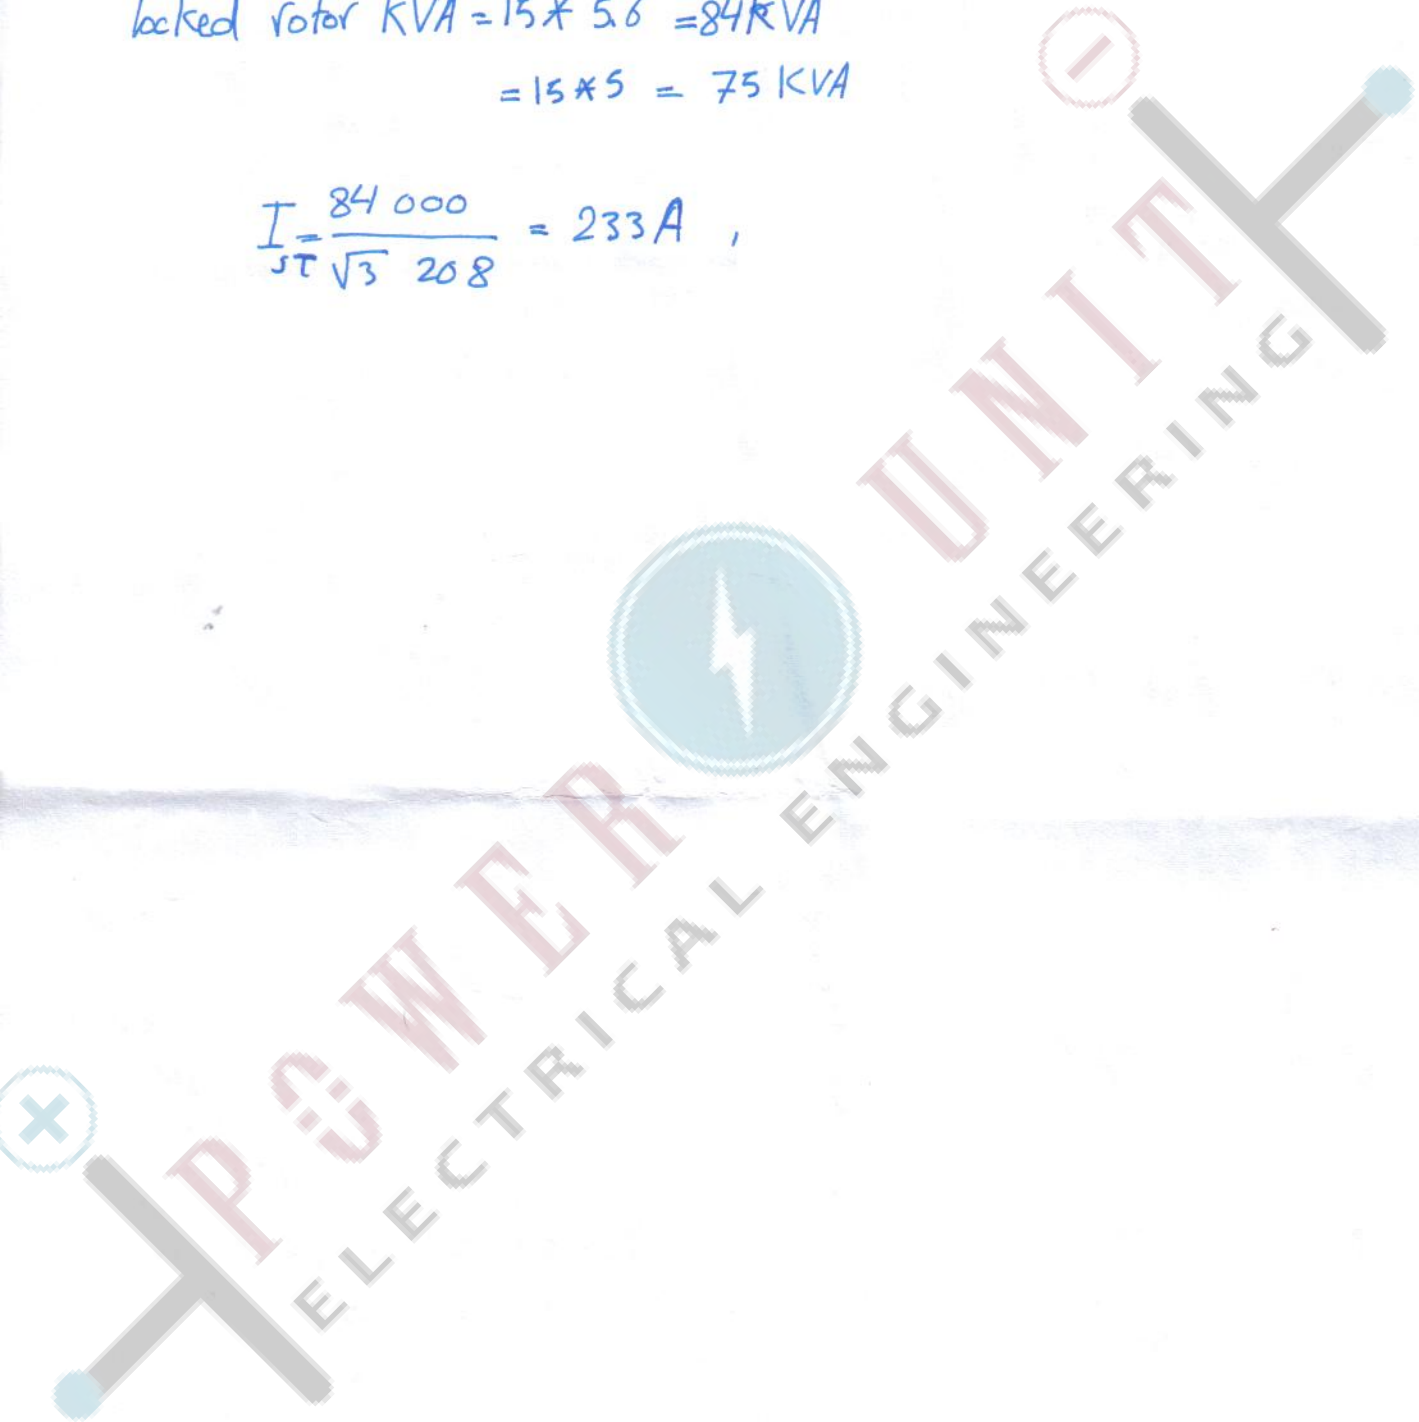 locked rotor KVA = 15 * 5.6 = 84 KVA
= 15 * 5 = 75 KVA
I_ST = 84 000 / √3 208 = 233 A ,
POWER UNIT
ELECTRICAL ENGINEERING